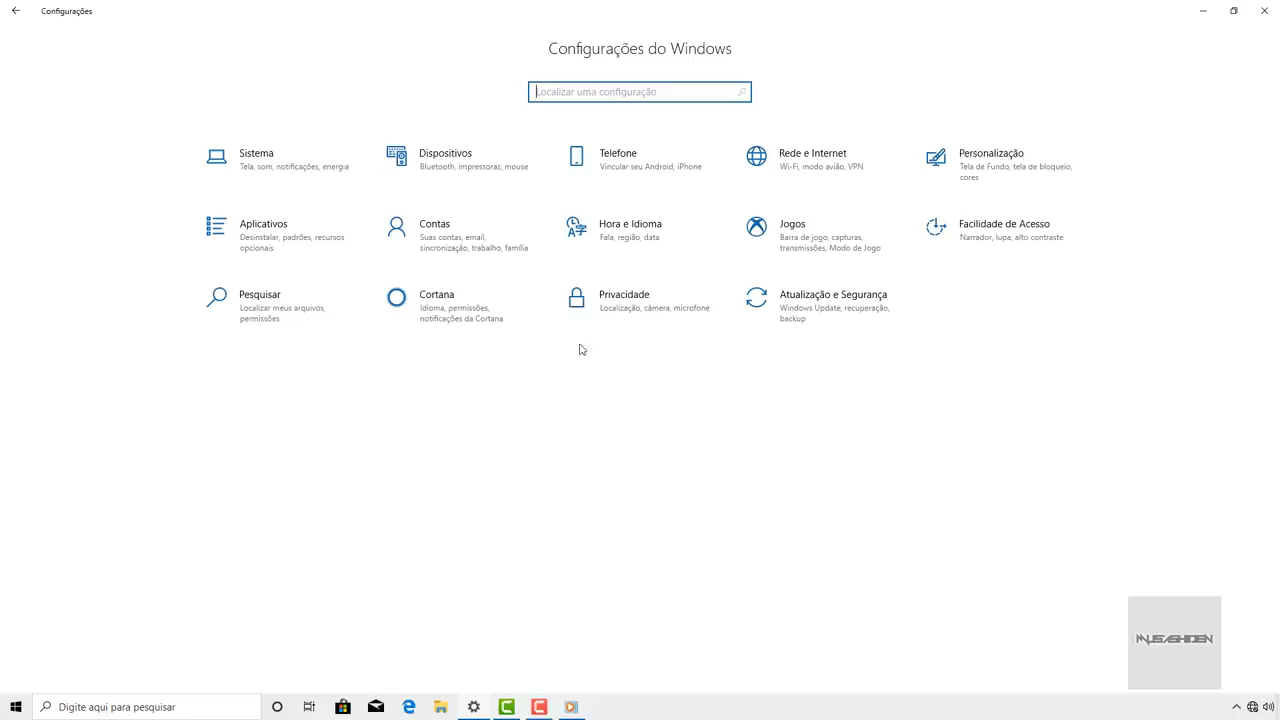 Configurações
Configurações do Windows
Localizar uma configuração
Sistema
Tela, som, notificações, energia
Dispositivos
Bluetooth, impressoras, mouse
Telefone
Vincular seu Android, iPhone
Rede e Internet
Wi-Fi, modo avião, VPN
Personalização
Tela de Fundo, tela de bloqueio,
cores
Aplicativos
Desinstalar, padrões, recursos
opcionais
Contas
Suas contas, email,
sincronização, trabalho, família
Hora e Idioma
Fala, região, data
Jogos
Barra de jogo, capturas,
transmissões, Modo de Jogo
Facilidade de Acesso
Narrador, lupa, alto contraste
Pesquisar
Localizar meus arquivos,
permissões
Cortana
Idioma, permissões,
notificações da Cortana
Privacidade
Localização, câmera, microfone
Atualização e Segurança
Windows Update, recuperação,
backup
Digite aqui para pesquisar